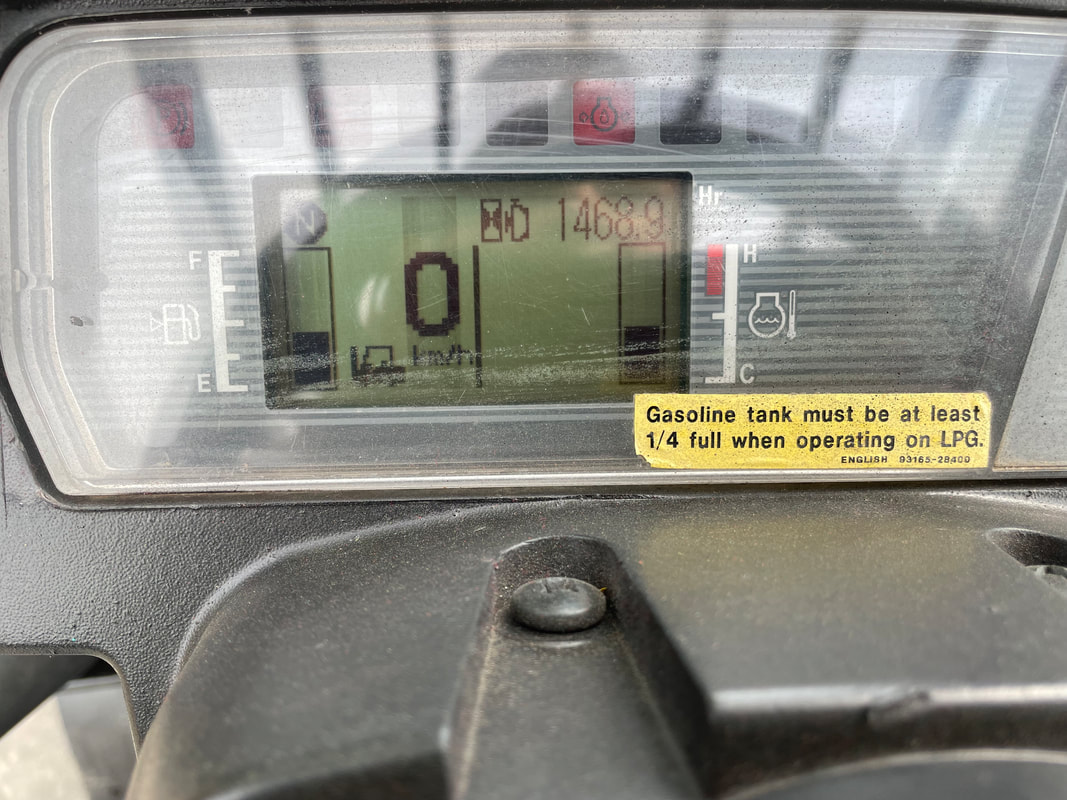 N
1468.9
Hr
F
H
0
km/h
E
C
Gasoline tank must be at least
1/4 full when operating on LPG.
ENGLISH 93165-28400